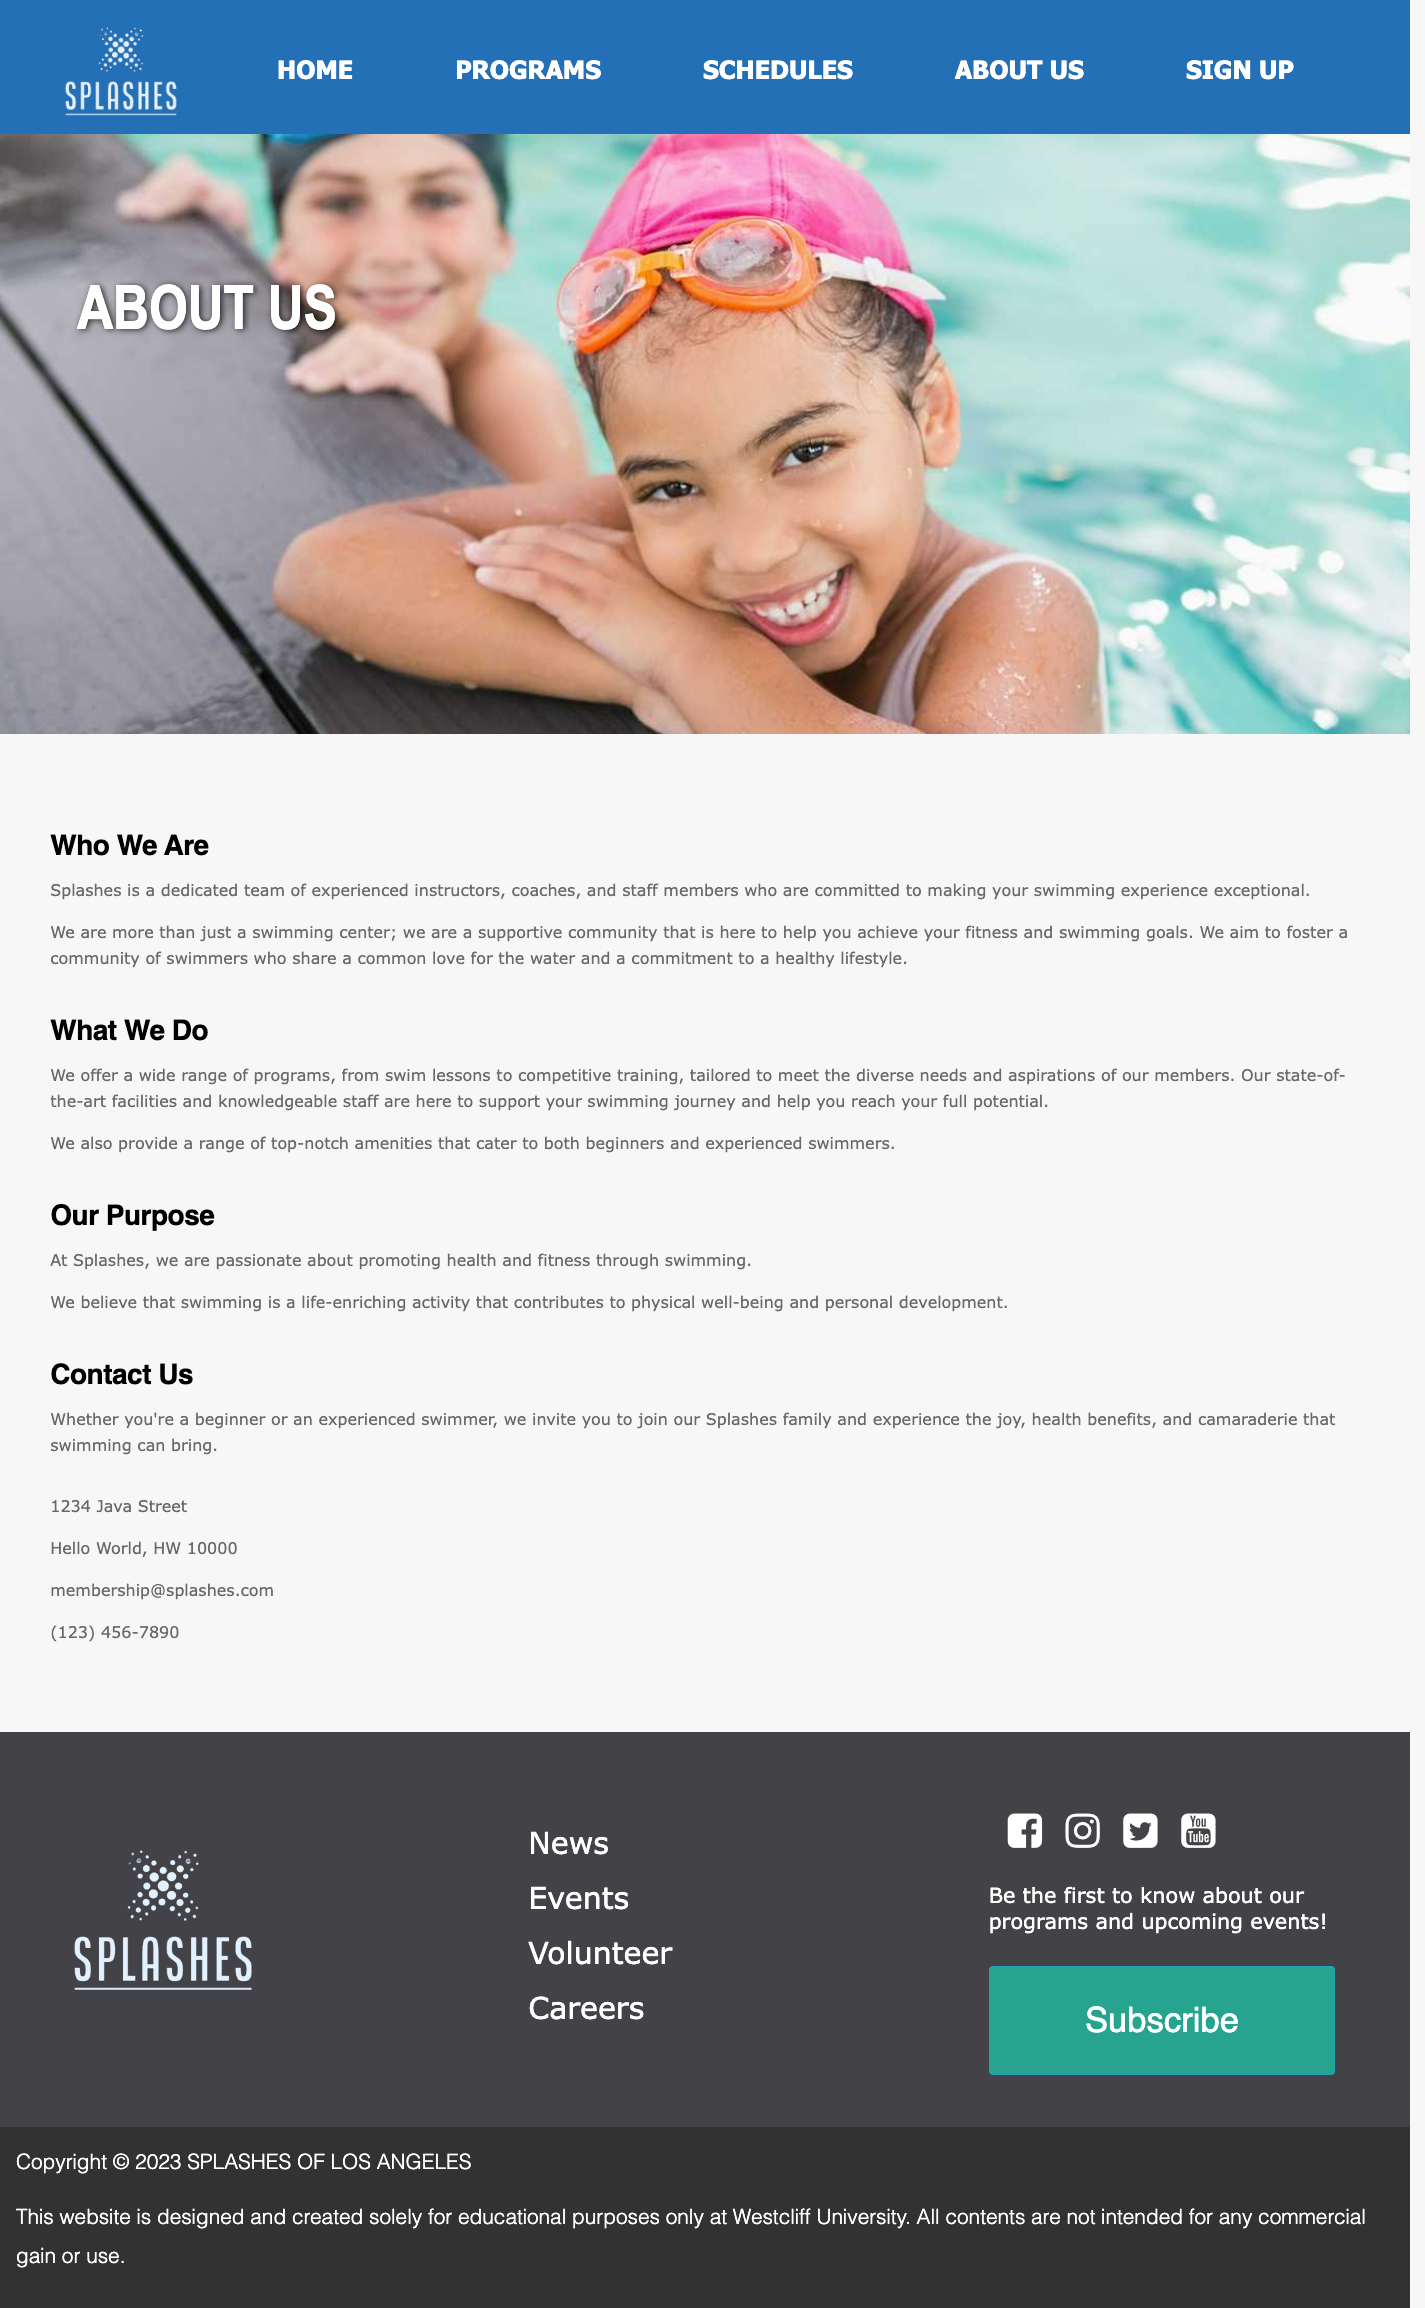 SPLASHES
HOME
PROGRAMS
SCHEDULES
ABOUT US
SIGN UP
ABOUT US
Who We Are
Splashes is a dedicated team of experienced instructors, coaches, and staff members who are committed to making your swimming experience exceptional.
We are more than just a swimming center; we are a supportive community that is here to help you achieve your fitness and swimming goals. We aim to foster a
community of swimmers who share a common love for the water and a commitment to a healthy lifestyle.
What We Do
We offer a wide range of programs, from swim lessons to competitive training, tailored to meet the diverse needs and aspirations of our members. Our state-of-
the-art facilities and knowledgeable staff are here to support your swimming journey and help you reach your full potential.
We also provide a range of top-notch amenities that cater to both beginners and experienced swimmers.
Our Purpose
At Splashes, we are passionate about promoting health and fitness through swimming.
We believe that swimming is a life-enriching activity that contributes to physical well-being and personal development.
Contact Us
Whether you're a beginner or an experienced swimmer, we invite you to join our Splashes family and experience the joy, health benefits, and camaraderie that
swimming can bring.
1234 Java Street
Hello World, HW 10000
membership@splashes.com
(123) 456-7890
SPLASHES
News
Events
Volunteer
Careers
You
Tube
Be the first to know about our
programs and upcoming events!
Subscribe
Copyright © 2023 SPLASHES OF LOS ANGELES
This website is designed and created solely for educational purposes only at Westcliff University. All contents are not intended for any commercial
gain or use.